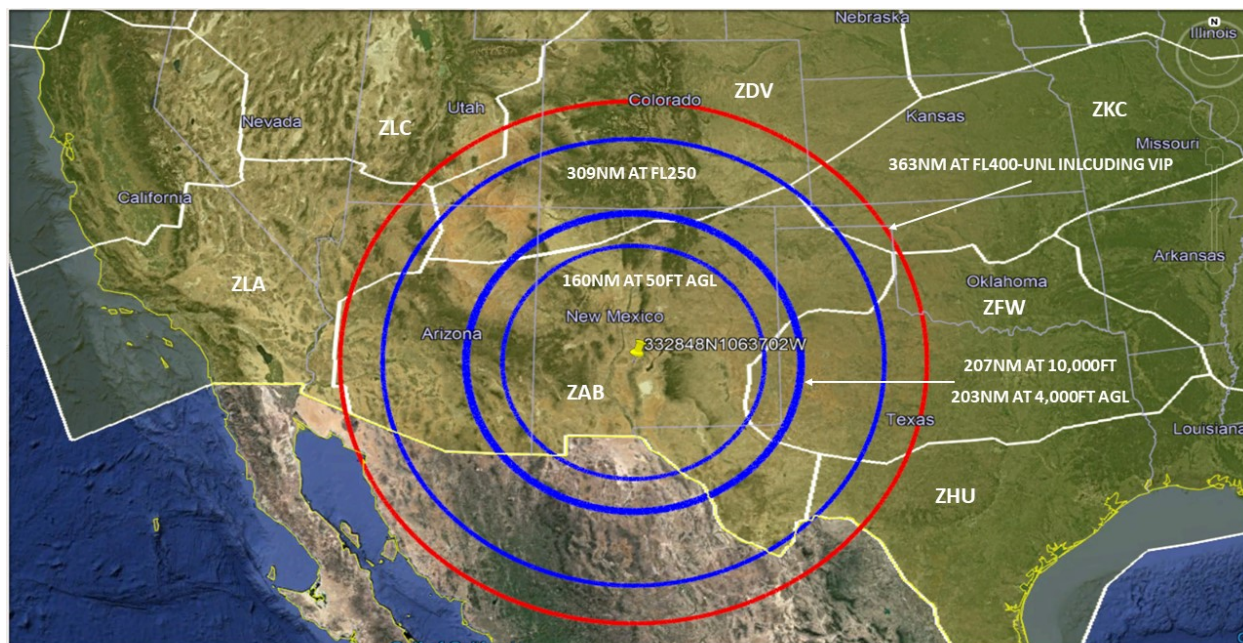 N
Nebraska
Illinois
ZDV
Colorado
Utah
Kansas
ZKC
Nevada
ZLC
Missouri
363NM AT FL400-UNL INLCUDING VIP
309NM AT FL250
California
Arkansas
ZLA
160NM AT 50FT AGL
Oklahoma
ZFW
New Mexico
Arizona
332848N1063702W
207NM AT 10,000FT
ZAB
203NM AT 4,000FT AGL
Texas
Louisiana
ZHU